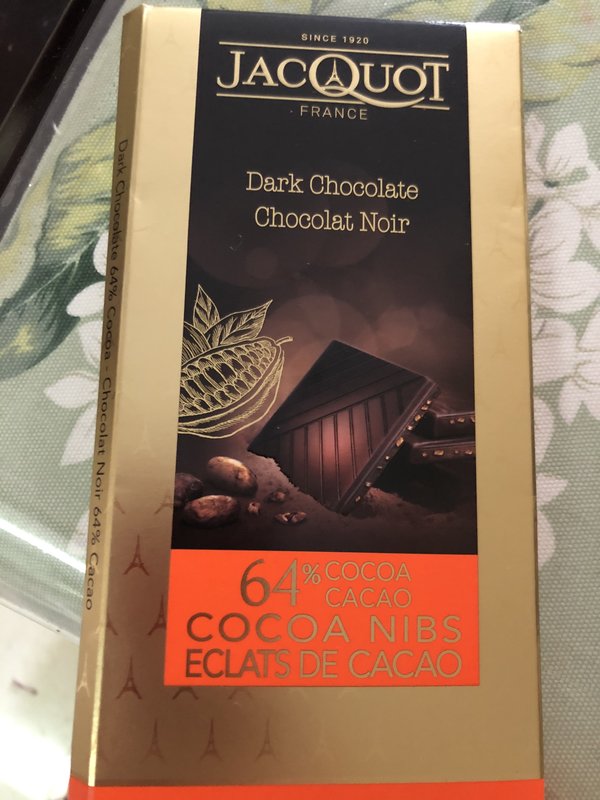 SINCE 1920
JACQUOT
FRANCE
Dark Chocolate
Chocolat Noir
64% COCOA
CACAO
COCOA NIBS
ECLATS DE CACAO
Dark Chocolate 64% Cocoa - Chocolat Noir 64% Cacao